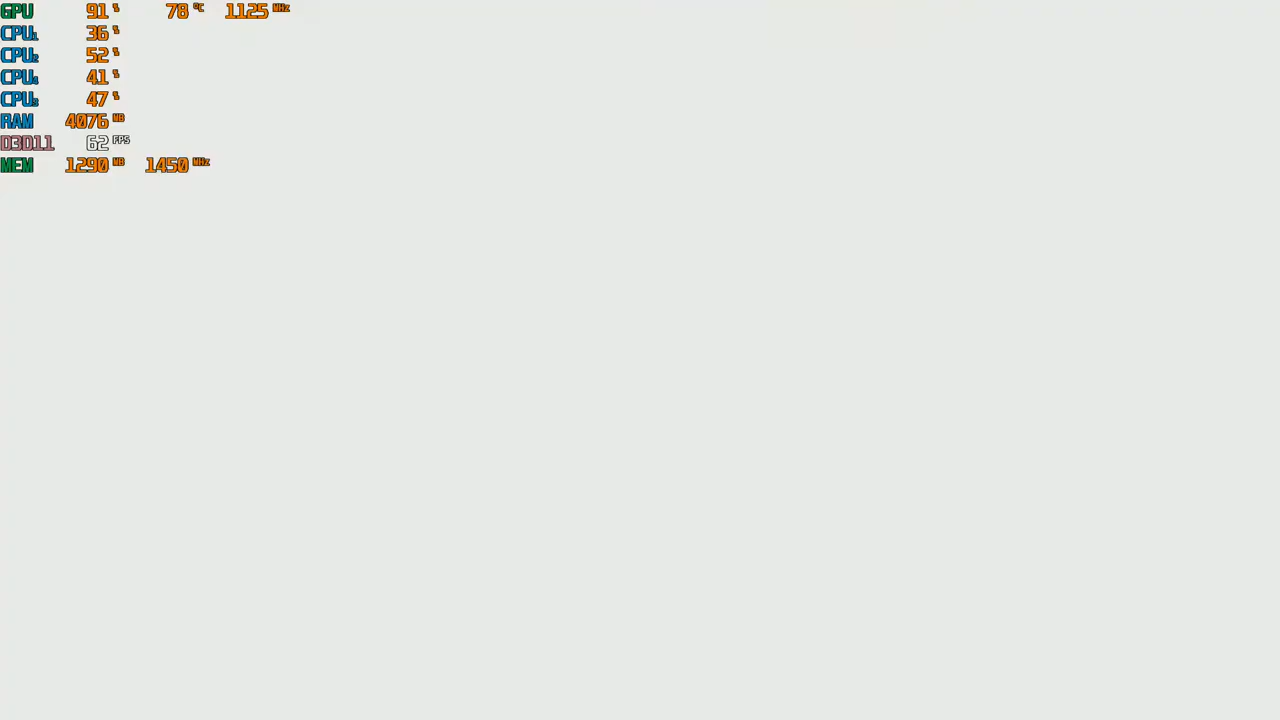 GPU 91 % 78 °C 1125 MHz
CPU1 36 %
CPU2 52 %
CPU4 41 %
CPU3 47 %
RAM 4076 MB
D3D11 62 FPS
MEM 1290 MB 1450 MHz